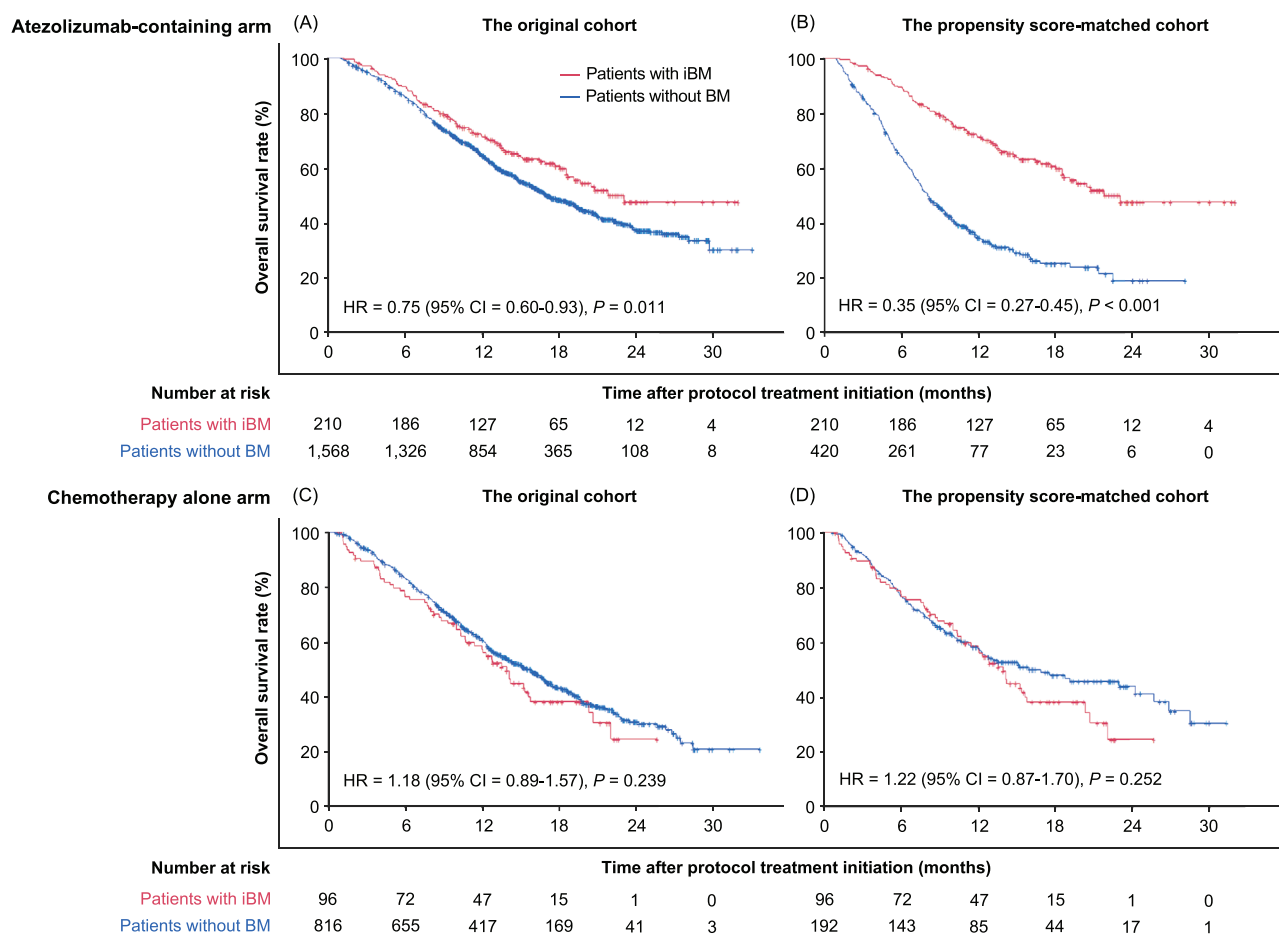 Atezolizumab-containing arm
(A)
The original cohort
(B)
The propensity score-matched cohort
Overall survival rate (%)
100
80
60
40
20
0
Patients with iBM
Patients without BM
HR = 0.75 (95% CI = 0.60-0.93), P = 0.011
0 6 12 18 24 30
100
80
60
40
20
0
HR = 0.35 (95% CI = 0.27-0.45), P < 0.001
0 6 12 18 24 30
Number at risk
Time after protocol treatment initiation (months)
Patients with iBM 210 186 127 65 12 4 210 186 127 65 12 4
Patients without BM 1,568 1,326 854 365 108 8 420 261 77 23 6 0
Chemotherapy alone arm
(C)
The original cohort
(D)
The propensity score-matched cohort
Overall survival rate (%)
100
80
60
40
20
0
HR = 1.18 (95% CI = 0.89-1.57), P = 0.239
0 6 12 18 24 30
100
80
60
40
20
0
HR = 1.22 (95% CI = 0.87-1.70), P = 0.252
0 6 12 18 24 30
Number at risk
Time after protocol treatment initiation (months)
Patients with iBM 96 72 47 15 1 0 96 72 47 15 1 0
Patients without BM 816 655 417 169 41 3 192 143 85 44 17 1